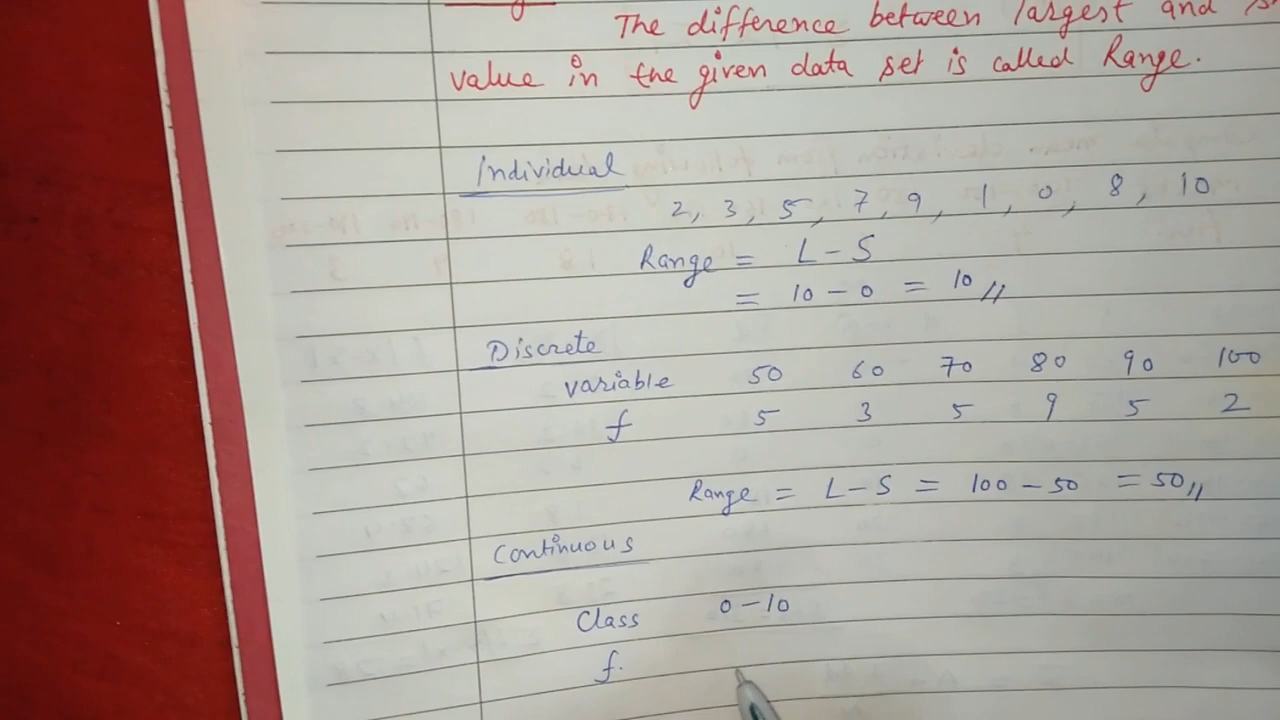 The difference between largest and
value in the given data set is called Range.
Individual
2, 3, 5, 7, 9, 1, 0, 8, 10
Range = L - S
= 10 - 0 = 10 //
Discrete
variable 50 60 70 80 90 100
f 5 3 5 9 5 2
Range = L - S = 100 - 50 = 50 //
Continuous
Class 0 - 10
f.